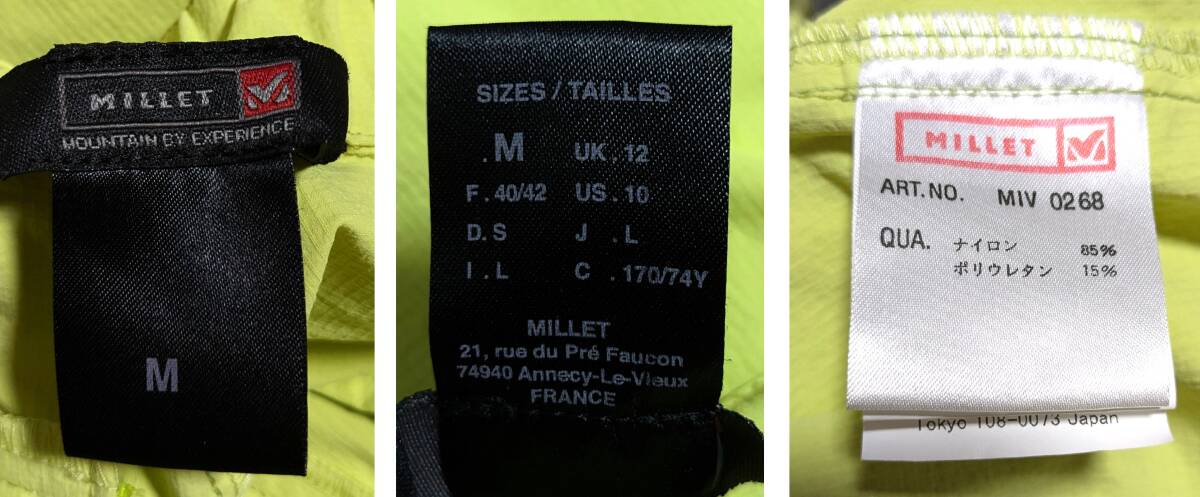 MILLET
MOUNTAIN BY EXPERIENCE
M
SIZES / TAILLES
. M UK . 12
F . 40/42 US . 10
D . S J . L
I . L C . 170/74Y
MILLET
21, rue du Pré Faucon
74940 Annecy-Le-Vieux
FRANCE
MILLET
ART.NO. MIV 0268
QUA. ナイロン 85%
ポリウレタン 15%
Tokyo 108-0073 Japan